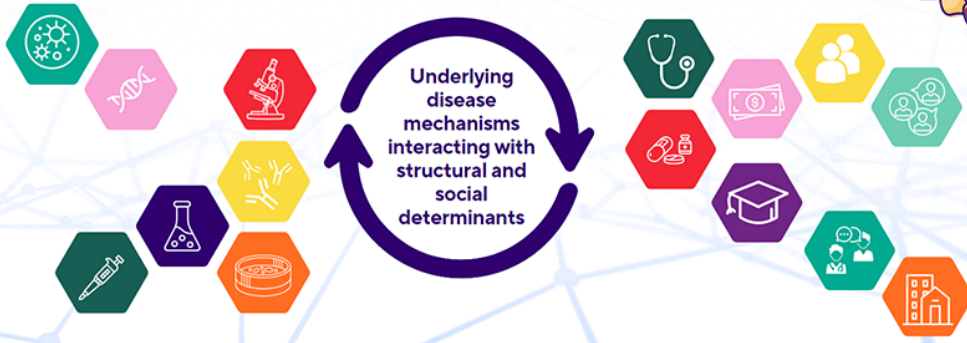 Underlying
disease
mechanisms
interacting with
structural and
social
determinants